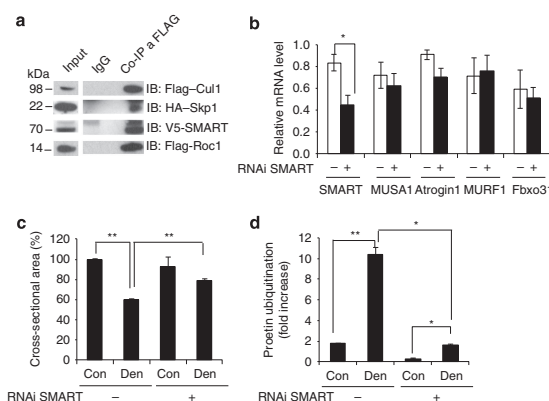 a
Input
IgG
Co-IP a FLAG
kDa
98
IB: Flag–Cul1
22
IB: HA–Skp1
70
IB: V5-SMART
14
IB: Flag-Roc1
b
Relative mRNA level
1.0
0.8
0.6
0.4
0.2
0
*
RNAi SMART
– + – + – + – + – +
SMART MUSA1 Atrogin1 MURF1 Fbxo31
c
Cross-sectional area (%)
120
100
80
60
40
20
0
** **
Con Den Con Den
RNAi SMART – +
d
Proetin ubiquitination
(fold increase)
12
10
8
6
4
2
0
** * *
Con Den Con Den
RNAi SMART – +